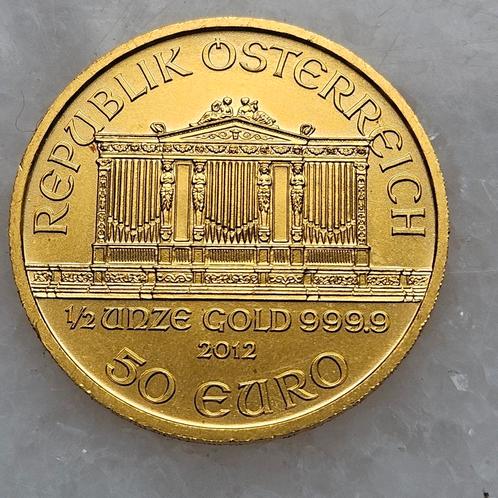 REPUBLIK ÖSTERREICH
1/2 UNZE GOLD 999.9
2012
50 EURO